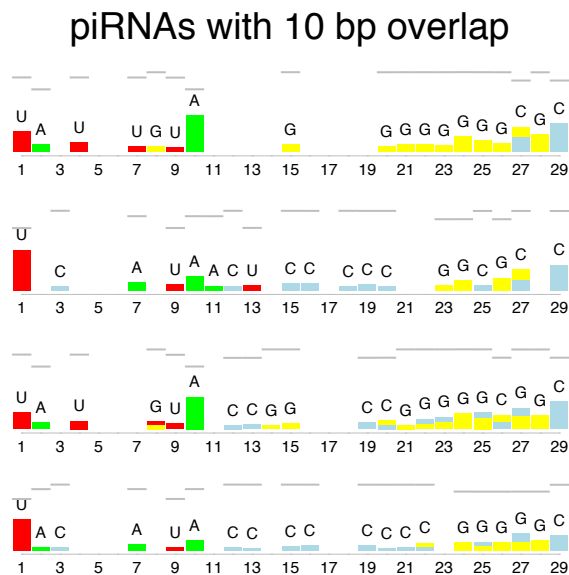 piRNAs with 10 bp overlap
U A U U G U A G G G G G G G G C G C
1 3 5 7 9 11 13 15 17 19 21 23 25 27 29
U C A U A A C U C C C C C G G C G C C
1 3 5 7 9 11 13 15 17 19 21 23 25 27 29
U A U G U A C C G G C C G G G G G C G G C
1 3 5 7 9 11 13 15 17 19 21 23 25 27 29
U A C A U A C C C C C C C C G G G G G C
1 3 5 7 9 11 13 15 17 19 21 23 25 27 29